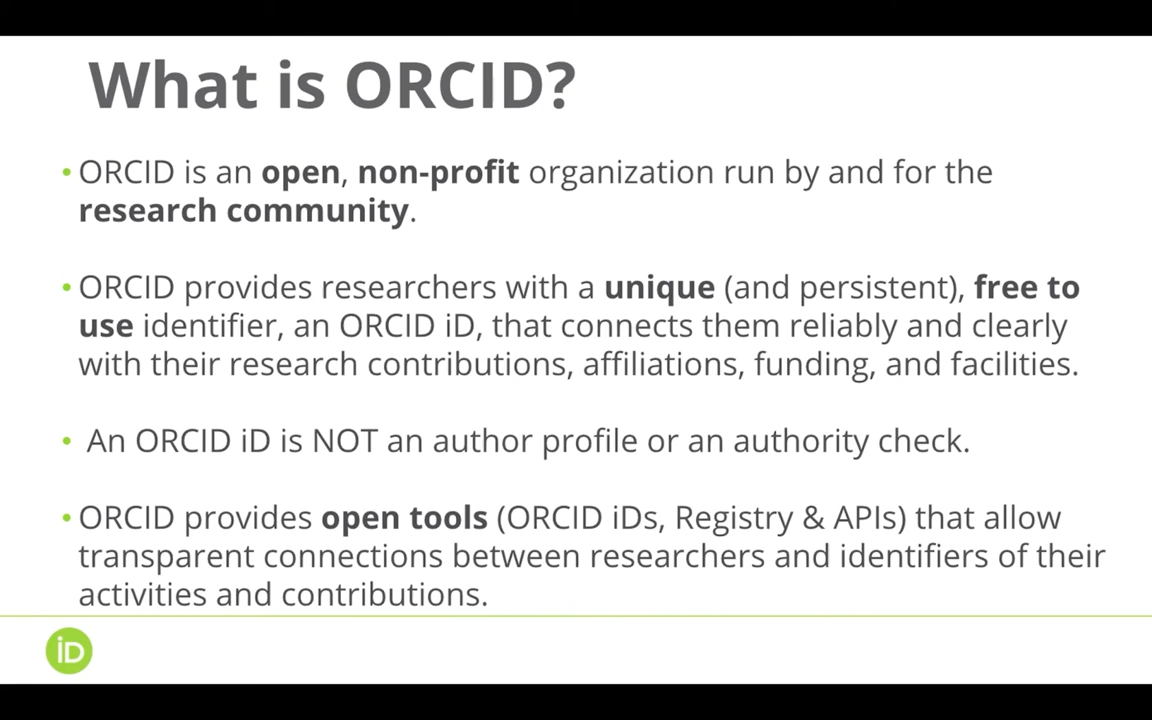 What is ORCID?
• ORCID is an open, non-profit organization run by and for the
research community.
• ORCID provides researchers with a unique (and persistent), free to
use identifier, an ORCID iD, that connects them reliably and clearly
with their research contributions, affiliations, funding, and facilities.
• An ORCID iD is NOT an author profile or an authority check.
• ORCID provides open tools (ORCID iDs, Registry & APIs) that allow
transparent connections between researchers and identifiers of their
activities and contributions.
iD